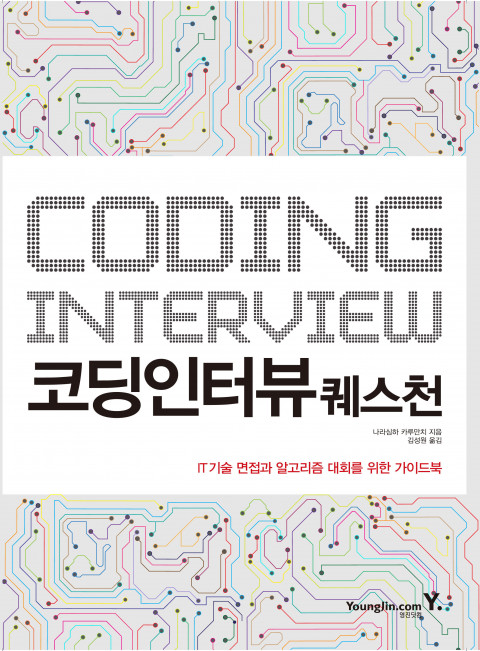 CODING
INTERVIEW
코딩인터뷰 퀘스천
나라심하 카루만치 지음
김성원 옮김
IT기술 면접과 알고리즘 대회를 위한 가이드북
Younglin.com Y.
영진닷컴